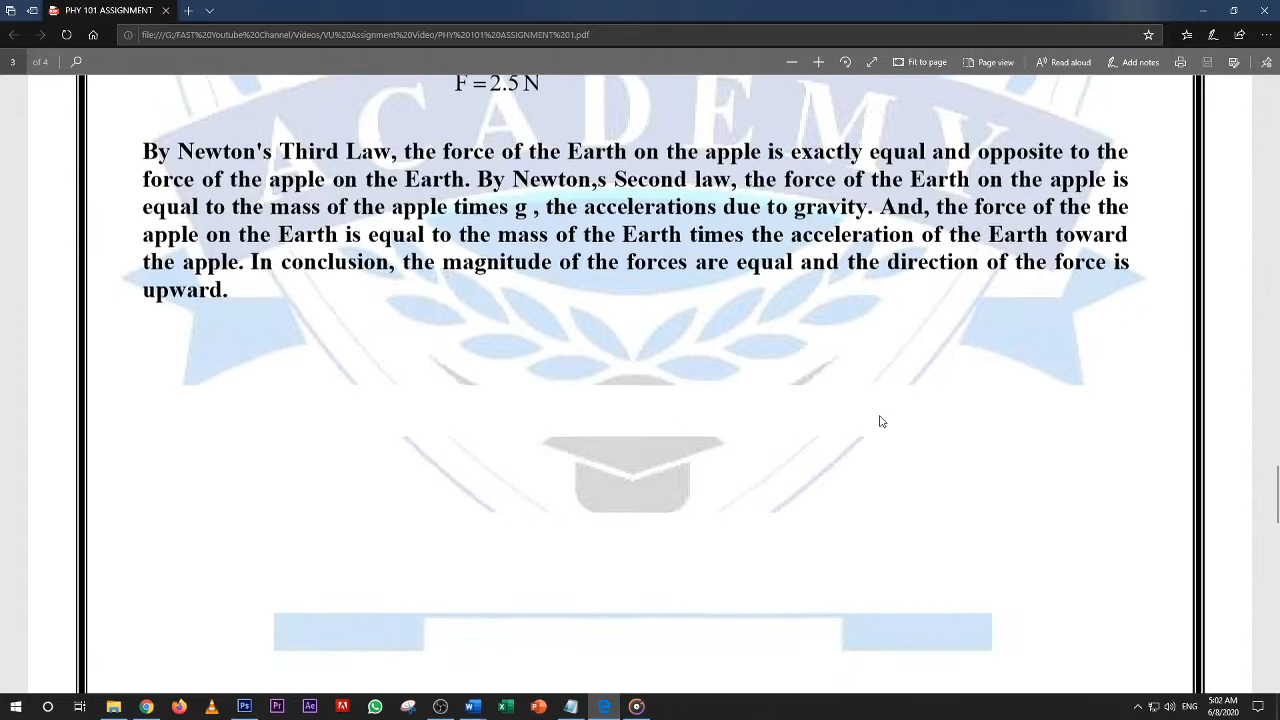 PHY 101 ASSIGNMENT
file:///G:/FAST%20Youtube%20Channel/Videos/VU%20Assignment%20Video/PHY%20101%20ASSIGNMENT%201.pdf
3 of 4 Fit to page Page view Read aloud Add notes
F = 2.5 N
ACADEMY
By Newton's Third Law, the force of the Earth on the apple is exactly equal and opposite to the
force of the apple on the Earth. By Newton,s Second law, the force of the Earth on the apple is
equal to the mass of the apple times g , the accelerations due to gravity. And, the force of the the
apple on the Earth is equal to the mass of the Earth times the acceleration of the Earth toward
the apple. In conclusion, the magnitude of the forces are equal and the direction of the force is
upward.
Ps Pr Ae
ENG
5:02 AM
6/8/2020